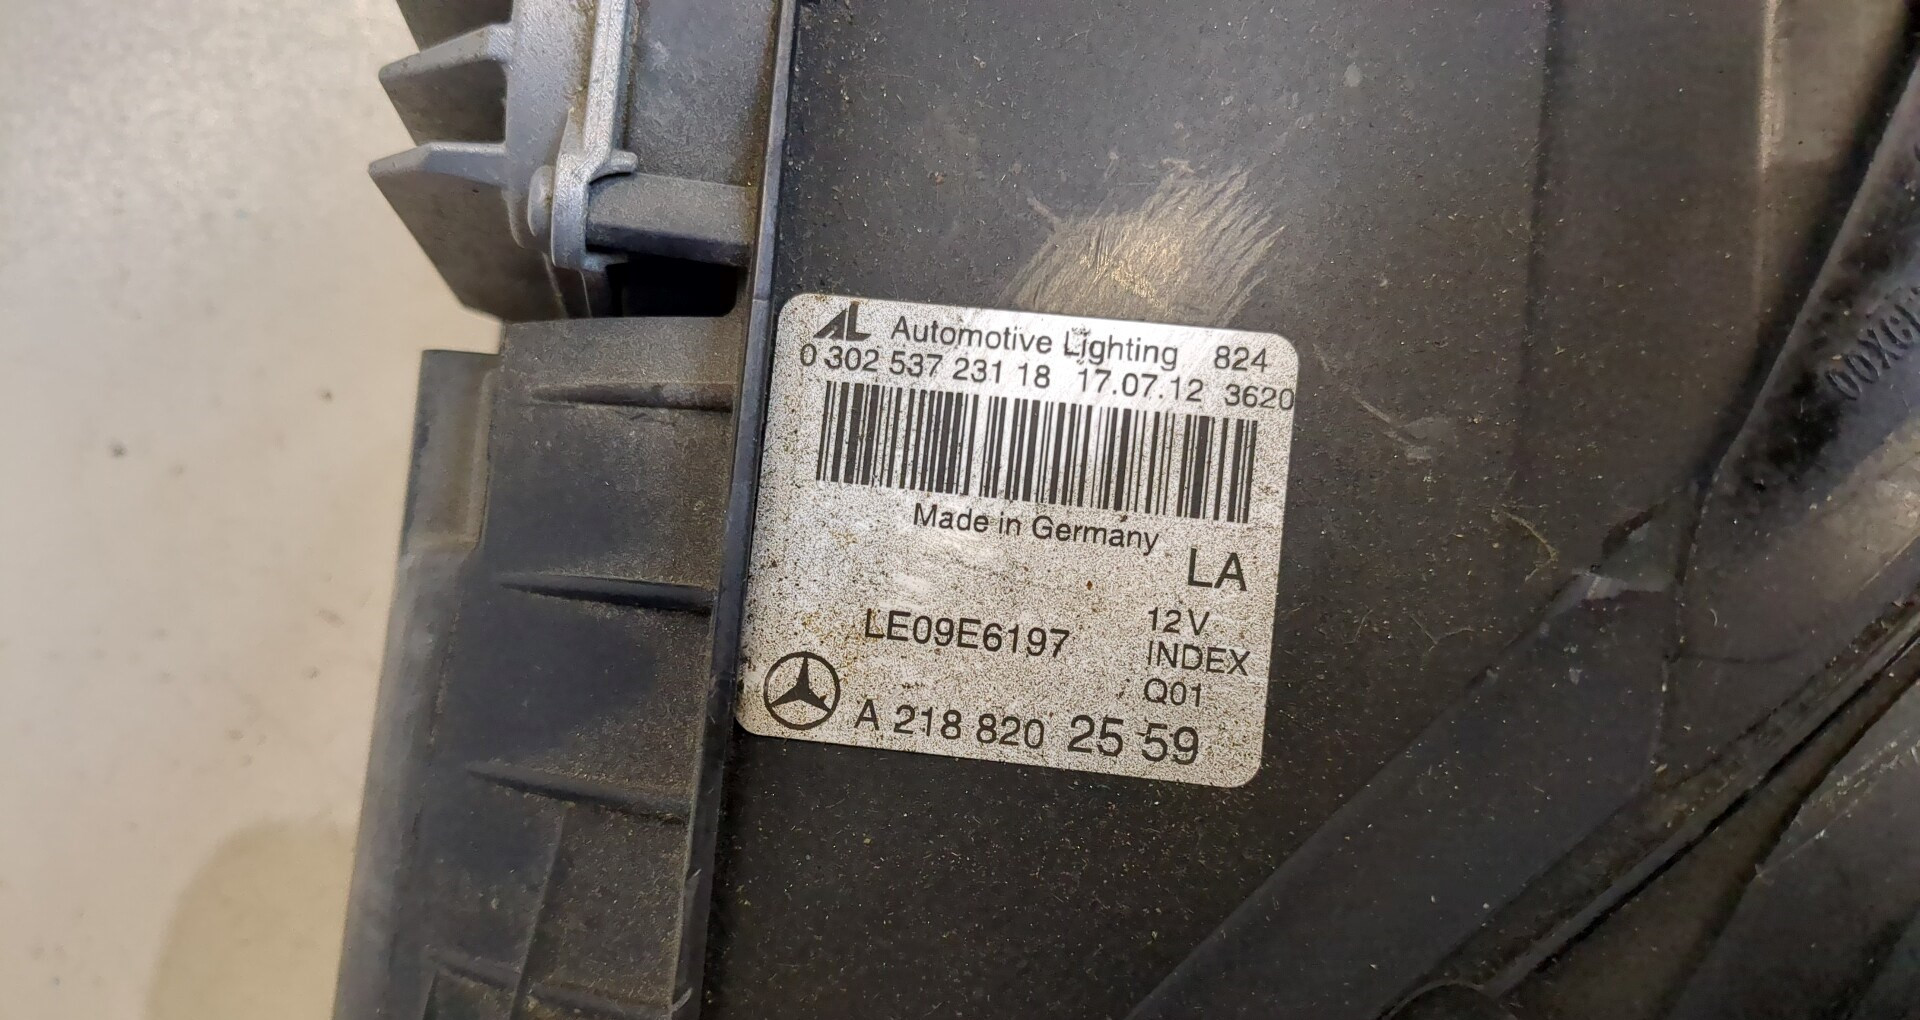 AL Automotive Lighting 824
0 302 537 231 18 17.07.12 3620
Made in Germany
LA
LE09E6197
12V
INDEX
Q01
A 218 820 25 59